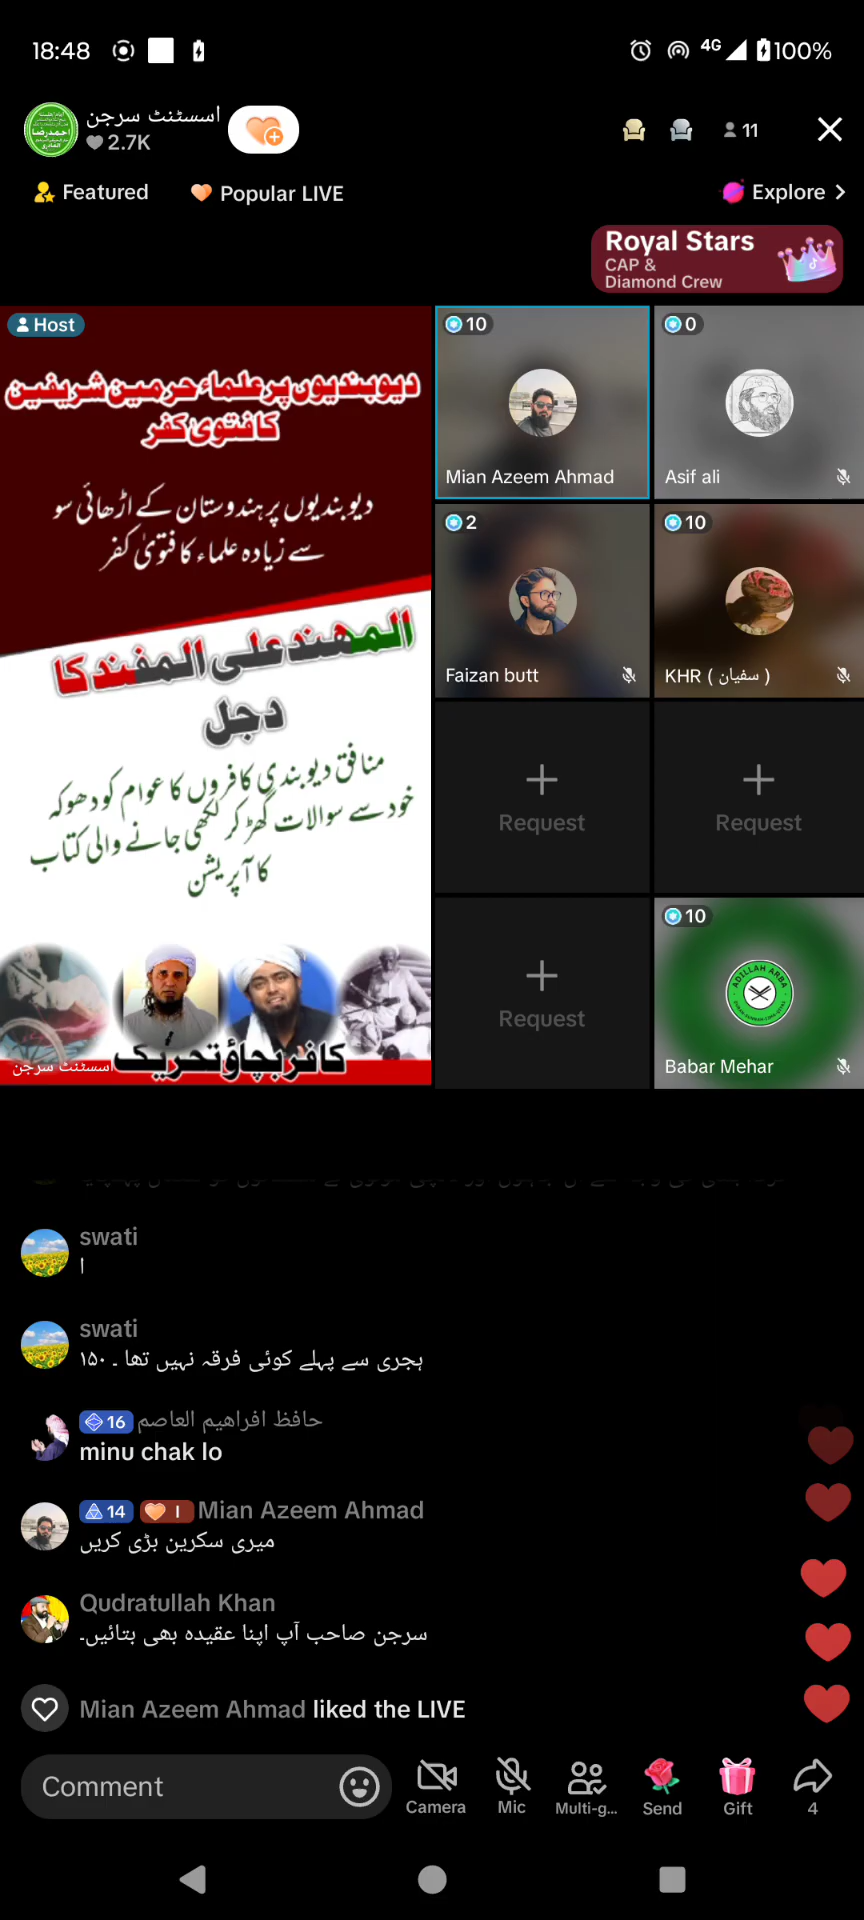 18:48
4G
100%
اسسٹنٹ سرجن
2.7K
11
Featured
Popular LIVE
Explore
Royal Stars
CAP &
Diamond Crew
Host
دیوبندیوں پر علماء حرمین شریفین
کا فتویٰ کفر
دیوبندیوں پر ہندوستان کے اڑھائی سو
سے زیادہ علماء کا فتویٰ کفر
المهند علی المفند کا
دجل
منافق دیوبندی کافروں کا عوام کو دھوکہ
خود سے سوالات گھڑ کر لکھی جانے والی کتاب
کا آپریشن
کافر بچاؤ تحریک
اسسٹنٹ سرجن
10
Mian Azeem Ahmad
0
Asif ali
2
Faizan butt
10
KHR ( سفیان )
Request
Request
Request
10
ADILLAH ARBA
Babar Mehar
swati
ا
swati
۱۵۰ ہجری سے پہلے کوئی فرقہ نہیں تھا ۔
16 حافظ افراهيم العاصم
minu chak lo
14 I Mian Azeem Ahmad
میری سکرین بڑی کریں
Qudratullah Khan
سرجن صاحب آپ اپنا عقیدہ بھی بتائیں۔
Mian Azeem Ahmad liked the LIVE
Comment
Camera
Mic
Multi-g...
Send
Gift
4